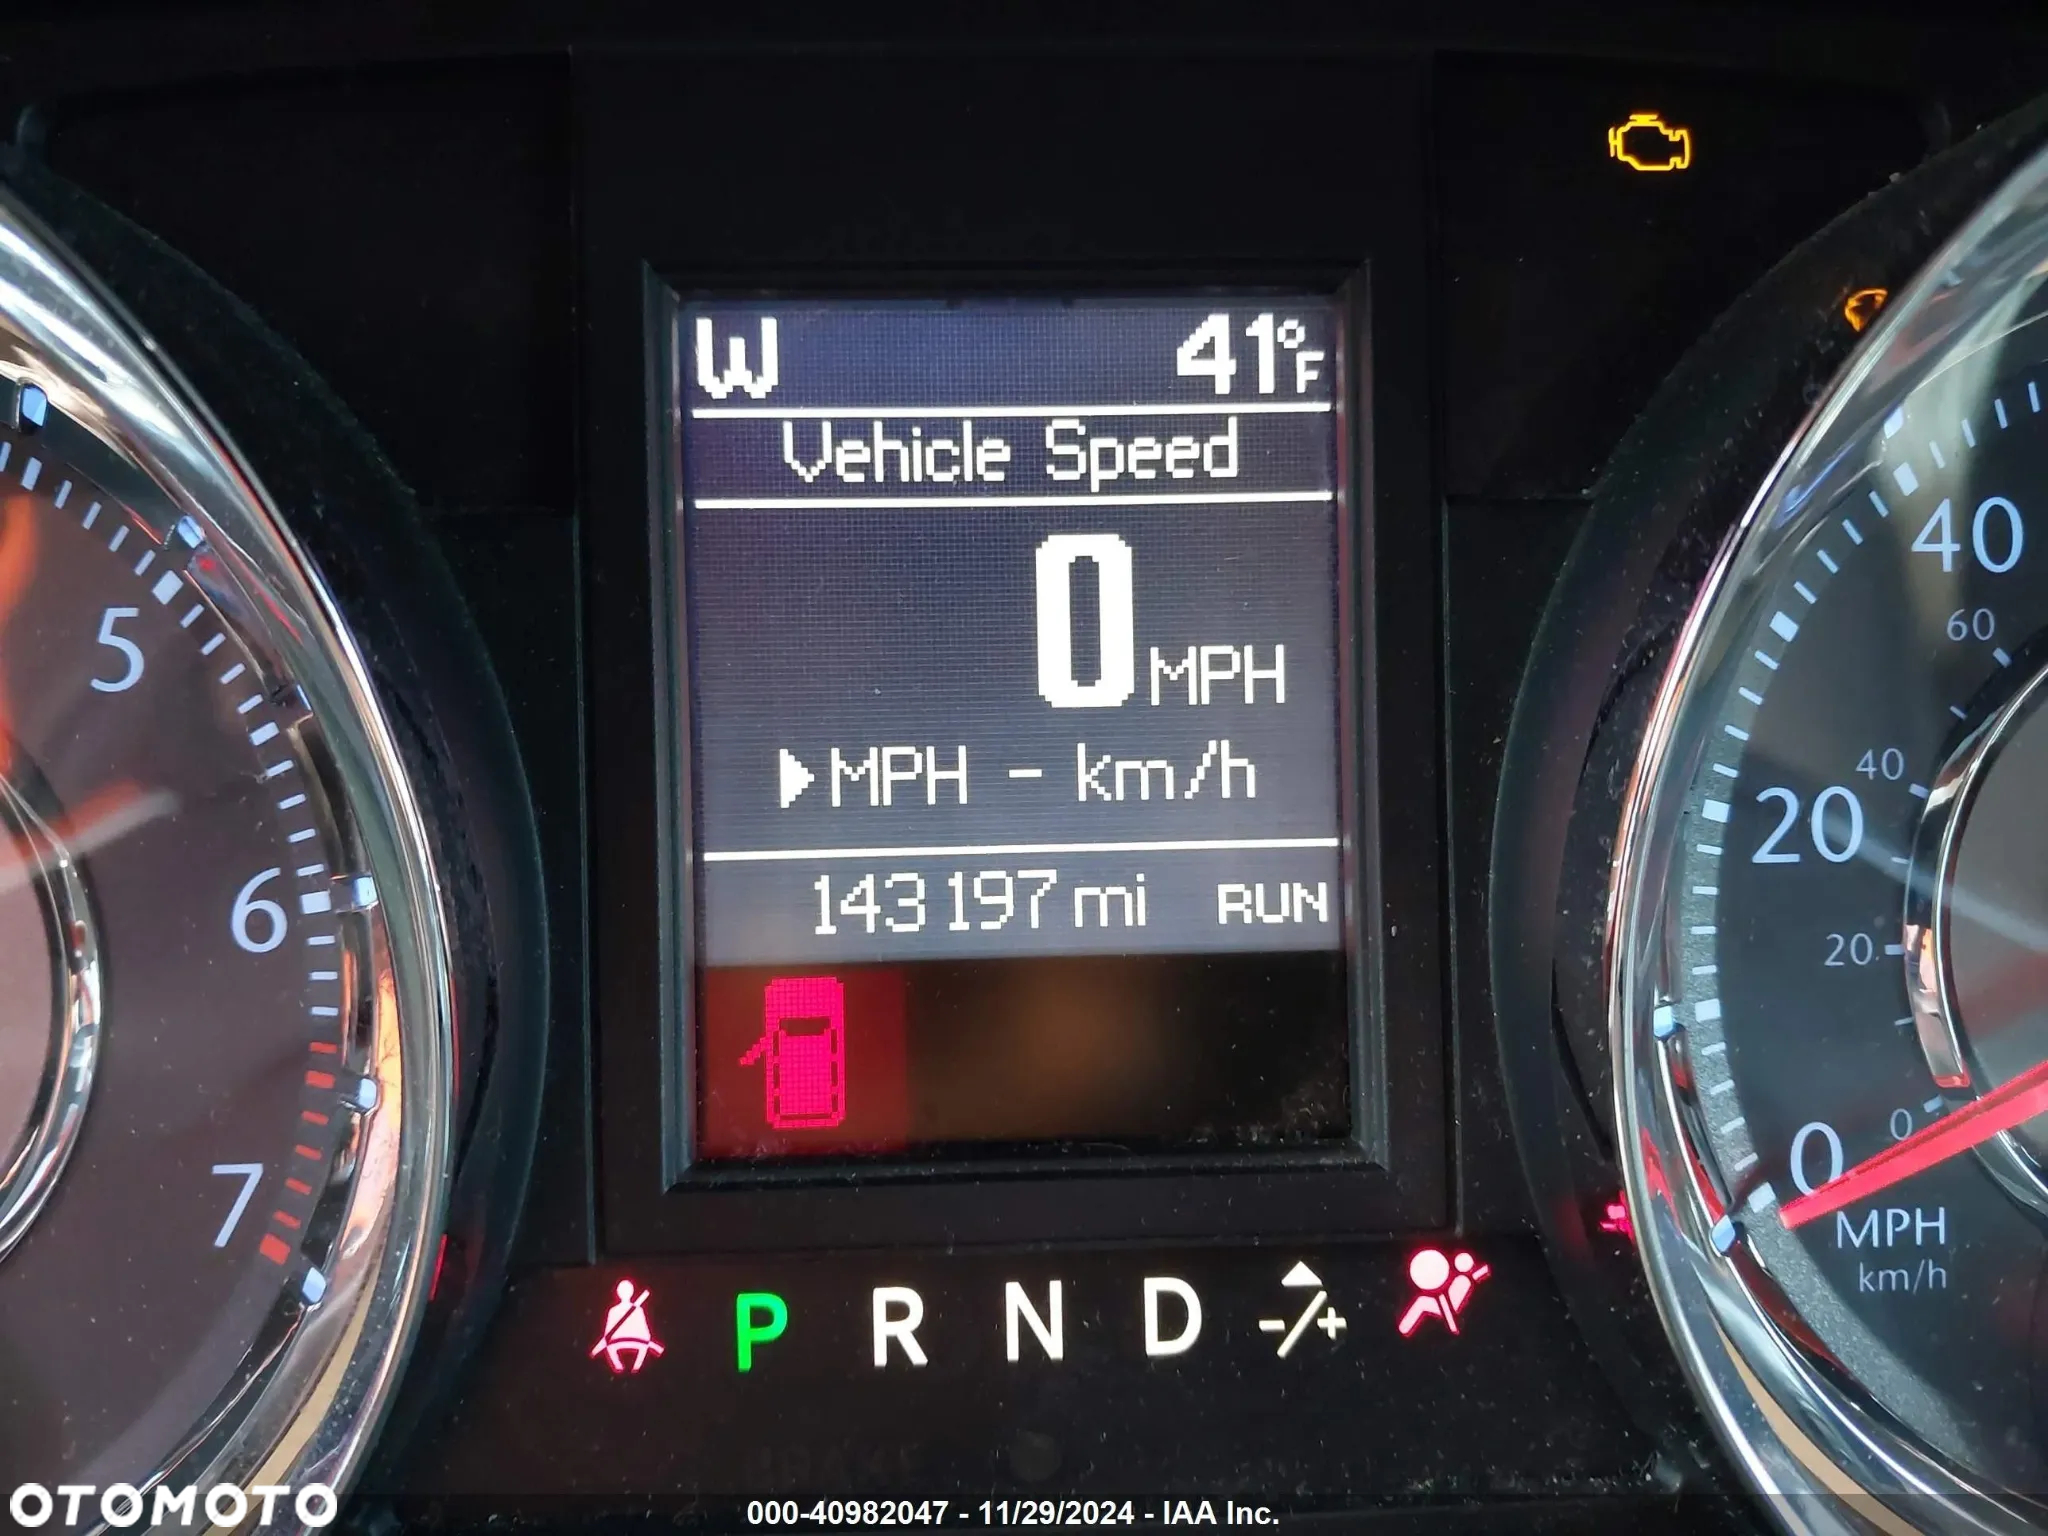 W 41°F
Vehicle Speed
0 MPH
▶MPH - km/h
143197 mi RUN
5
6
7
40
60
40
20
20
0
0
MPH
km/h
P R N D -/+
OTOMOTO
000-40982047 - 11/29/2024 - IAA Inc.